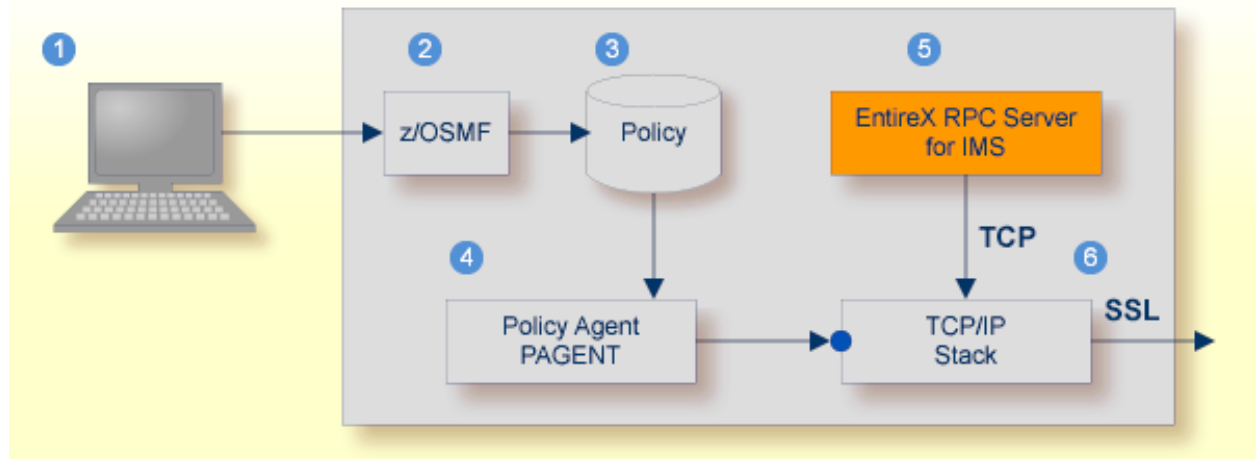 1
2
3
5
z/OSMF
Policy
EntireX RPC Server
for IMS
TCP
4
6
Policy Agent
PAGENT
TCP/IP
Stack
SSL